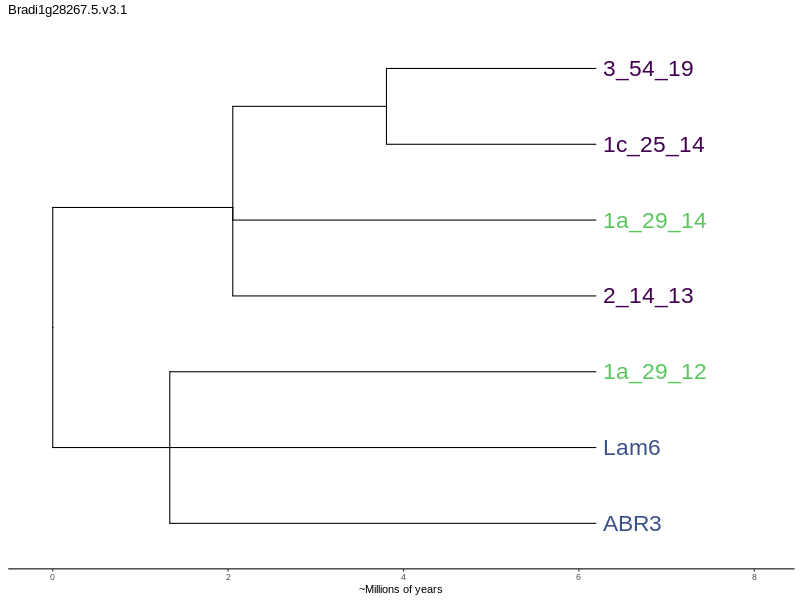 Bradi1g28267.5.v3.1
3_54_19
1c_25_14
1a_29_14
2_14_13
1a_29_12
Lam6
ABR3
0 2 4 6 8
~Millions of years